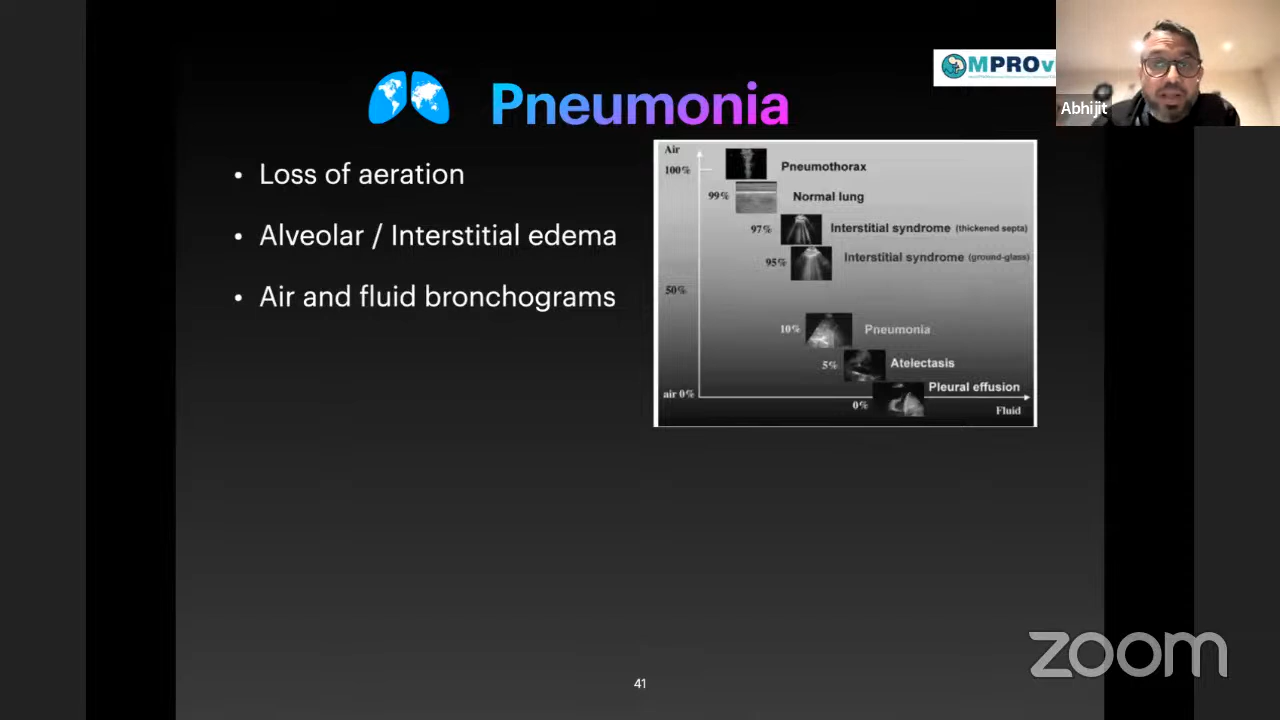 MPROv
Abhijit
Pneumonia
• Loss of aeration
• Alveolar / Interstitial edema
• Air and fluid bronchograms
Air
100%
Pneumothorax
99%
Normal lung
97%
Interstitial syndrome (thickened septa)
95%
Interstitial syndrome (ground-glass)
50%
10%
Pneumonia
5%
Atelectasis
Pleural effusion
air 0%
0%
Fluid
zoom
41